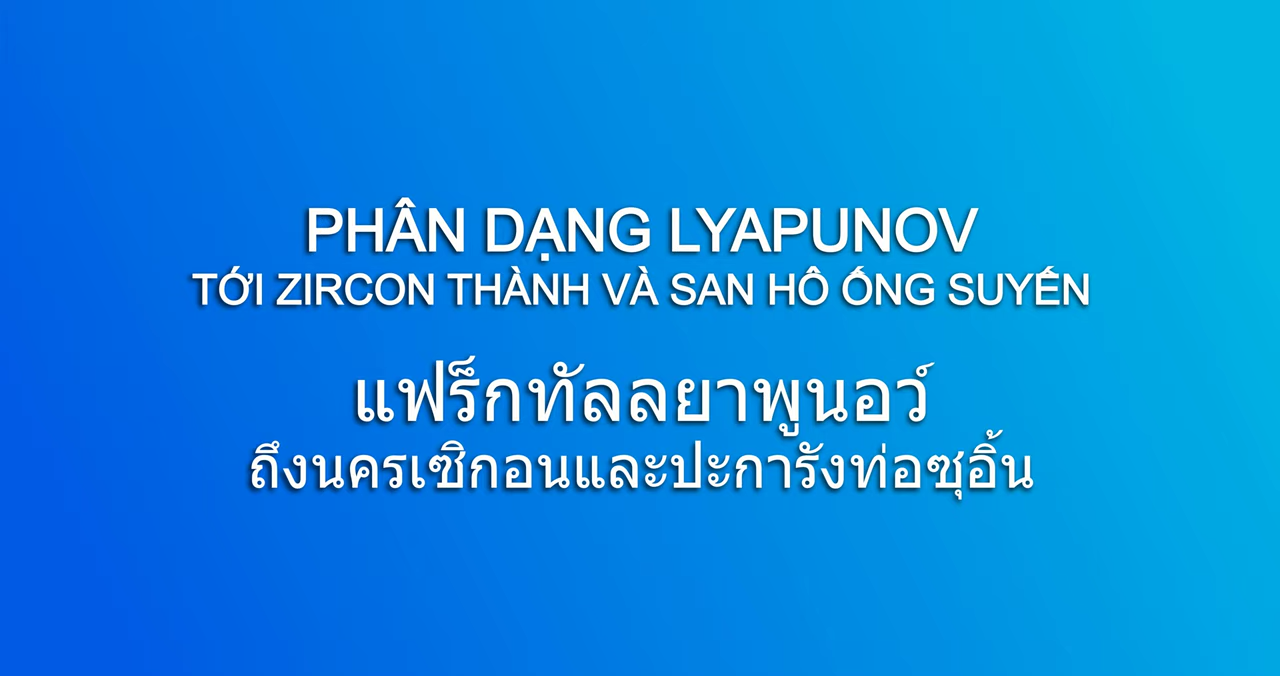 PHÂN DẠNG LYAPUNOV
TỚI ZIRCON THÀNH VÀ SAN HÔ ỐNG SUYẾN
แฟร็กทัลลยาพูนอว์
ถึงนครเซิกอนและปะการังท่อซุอิ้น